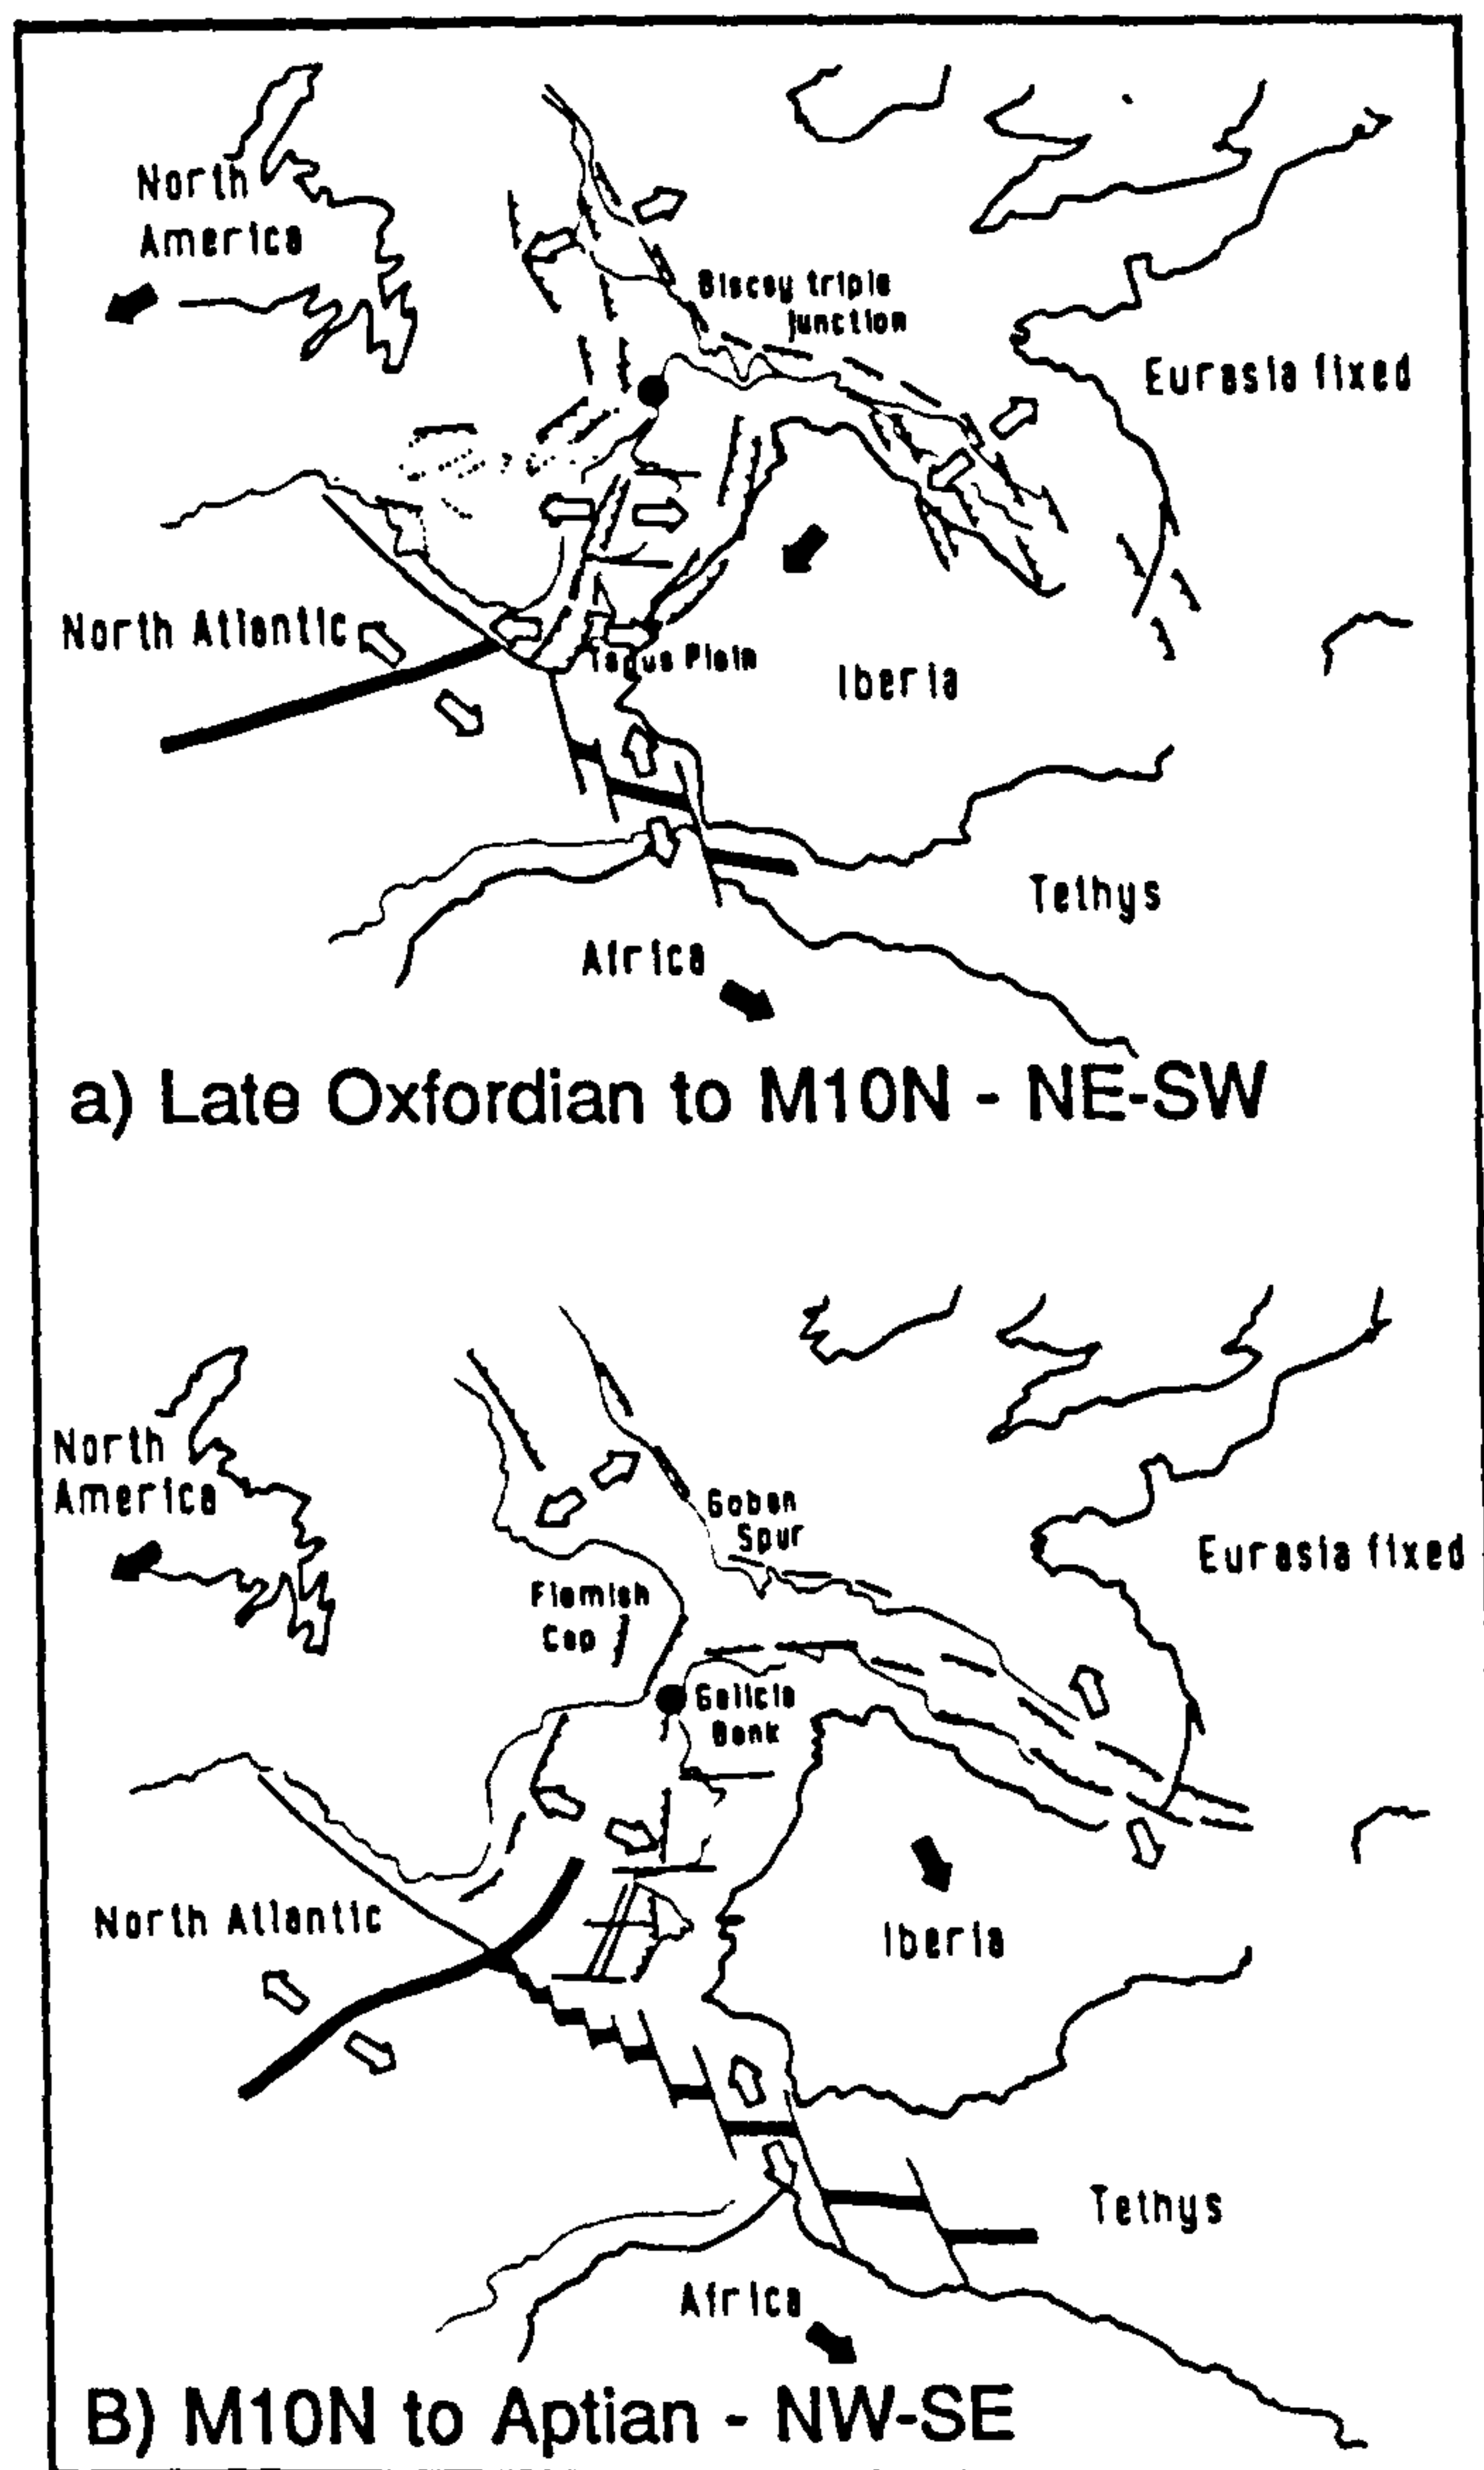 North
America
Biscay triple
junction
Eurasia fixed
North Atlantic
Tagus Plain
Iberia
Tethys
Africa
a) Late Oxfordian to M10N - NE-SW
North
America
Goban
Spur
Eurasia fixed
Flemish
Cap
Galicia
Bank
North Atlantic
Iberia
Tethys
Africa
B) M10N to Aptian - NW-SE